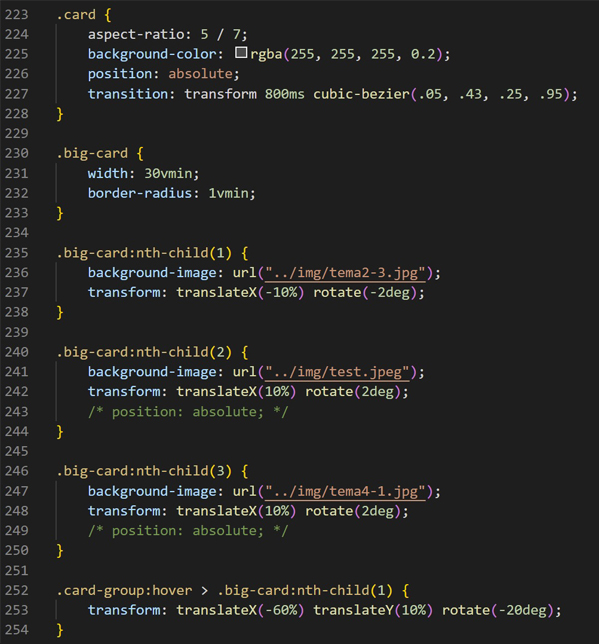 223 .card {
224     aspect-ratio: 5 / 7;
225     background-color: rgba(255, 255, 255, 0.2);
226     position: absolute;
227     transition: transform 800ms cubic-bezier(.05, .43, .25, .95);
228 }
229
230 .big-card {
231     width: 30vmin;
232     border-radius: 1vmin;
233 }
234
235 .big-card:nth-child(1) {
236     background-image: url("../img/tema2-3.jpg");
237     transform: translateX(-10%) rotate(-2deg);
238 }
239
240 .big-card:nth-child(2) {
241     background-image: url("../img/test.jpeg");
242     transform: translateX(10%) rotate(2deg);
243     /* position: absolute; */
244 }
245
246 .big-card:nth-child(3) {
247     background-image: url("../img/tema4-1.jpg");
248     transform: translateX(10%) rotate(2deg);
249     /* position: absolute; */
250 }
251
252 .card-group:hover > .big-card:nth-child(1) {
253     transform: translateX(-60%) translateY(10%) rotate(-20deg);
254 }